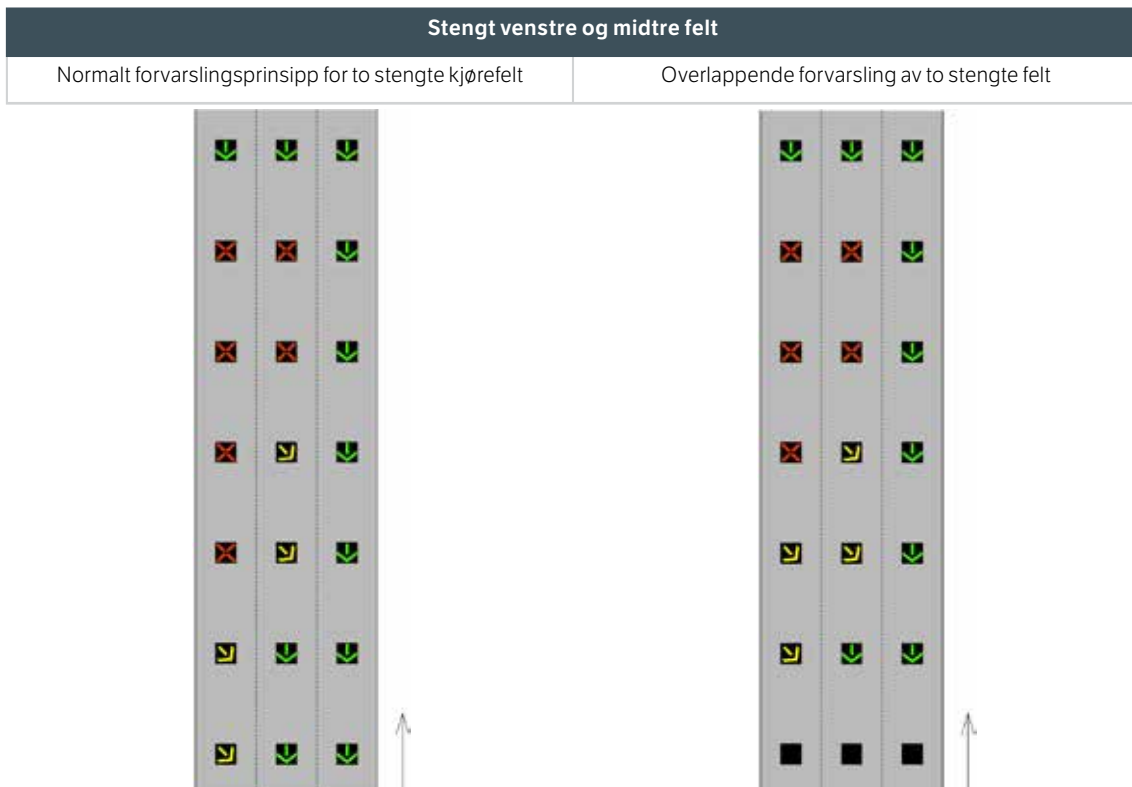 Stengt venstre og midtre felt
Normalt forvarslingsprinsipp for to stengte kjørefelt
Overlappende forvarsling av to stengte felt